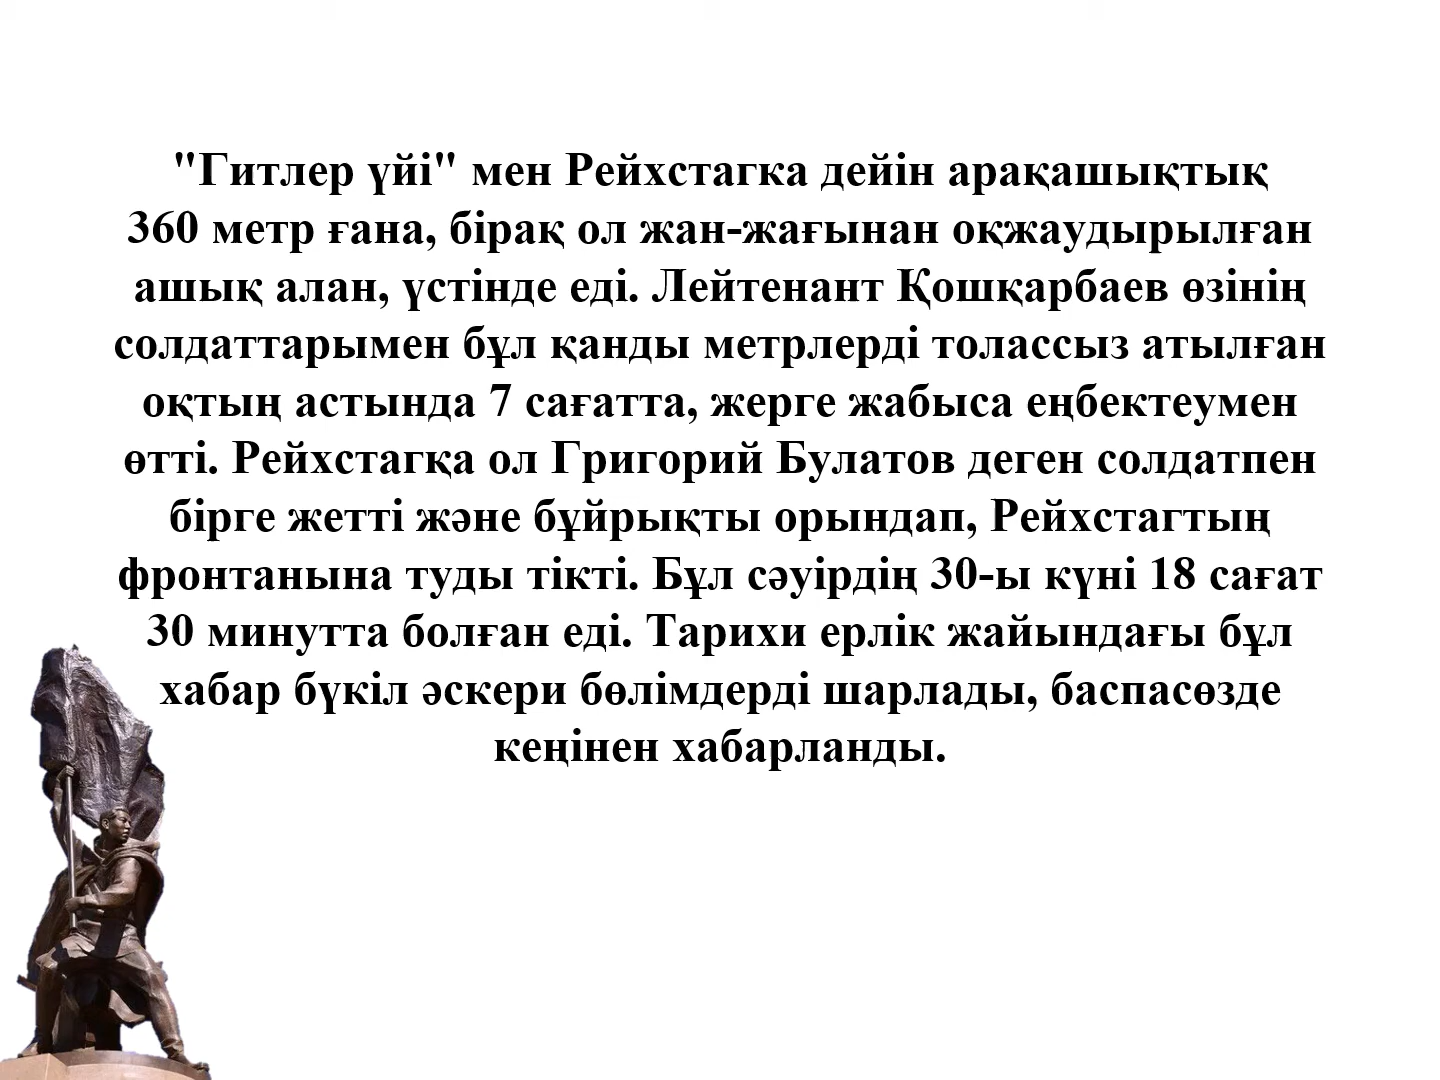 "Гитлер үйі" мен Рейхстагка дейін арақашықтық
360 метр ғана, бірақ ол жан-жағынан оқжаудырылған
ашық алан, үстінде еді. Лейтенант Қошқарбаев өзінің
солдаттарымен бұл қанды метрлерді толассыз атылған
оқтың астында 7 сағатта, жерге жабыса еңбектеумен
өтті. Рейхстагқа ол Григорий Булатов деген солдатпен
бірге жетті және бұйрықты орындап, Рейхстагтың
фронтанына туды тікті. Бұл сәуірдің 30-ы күні 18 сағат
30 минутта болған еді. Тарихи ерлік жайындағы бұл
хабар бүкіл әскери бөлімдерді шарлады, баспасөзде
кеңінен хабарланды.